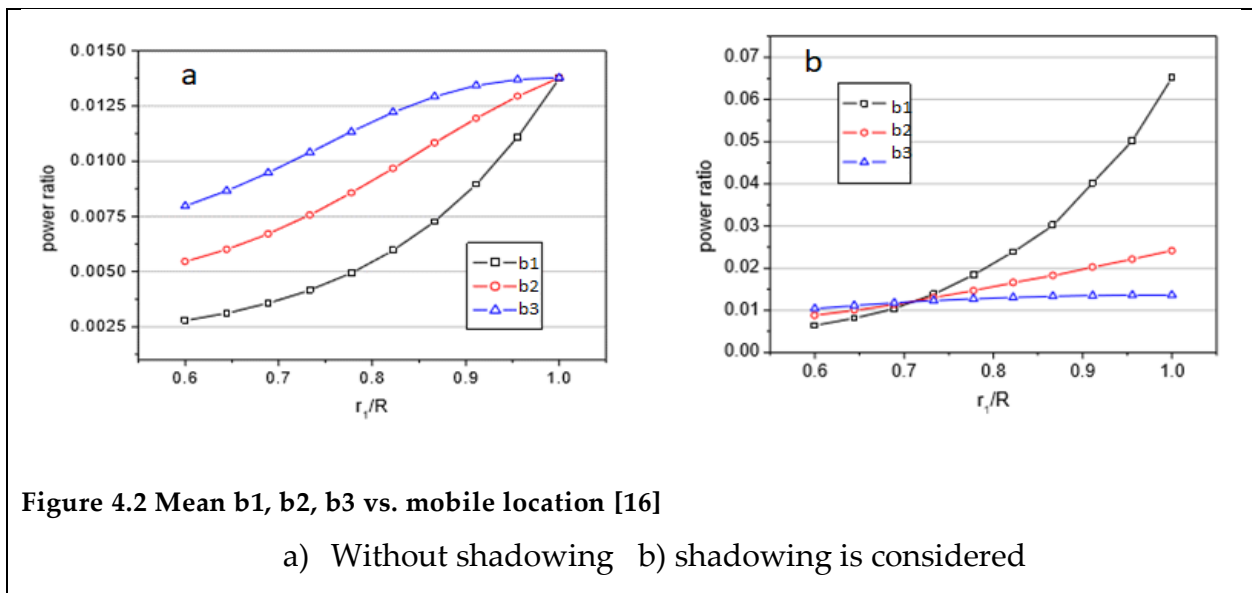 a
0.0150
0.0125
0.0100
0.0075
0.0050
0.0025
power ratio
b1
b2
b3
0.6 0.7 0.8 0.9 1.0
r₁/R
b
0.07
0.06
0.05
0.04
0.03
0.02
0.01
0.00
power ratio
b1
b2
b3
0.6 0.7 0.8 0.9 1.0
r₁/R
Figure 4.2 Mean b1, b2, b3 vs. mobile location [16]
a) Without shadowing b) shadowing is considered